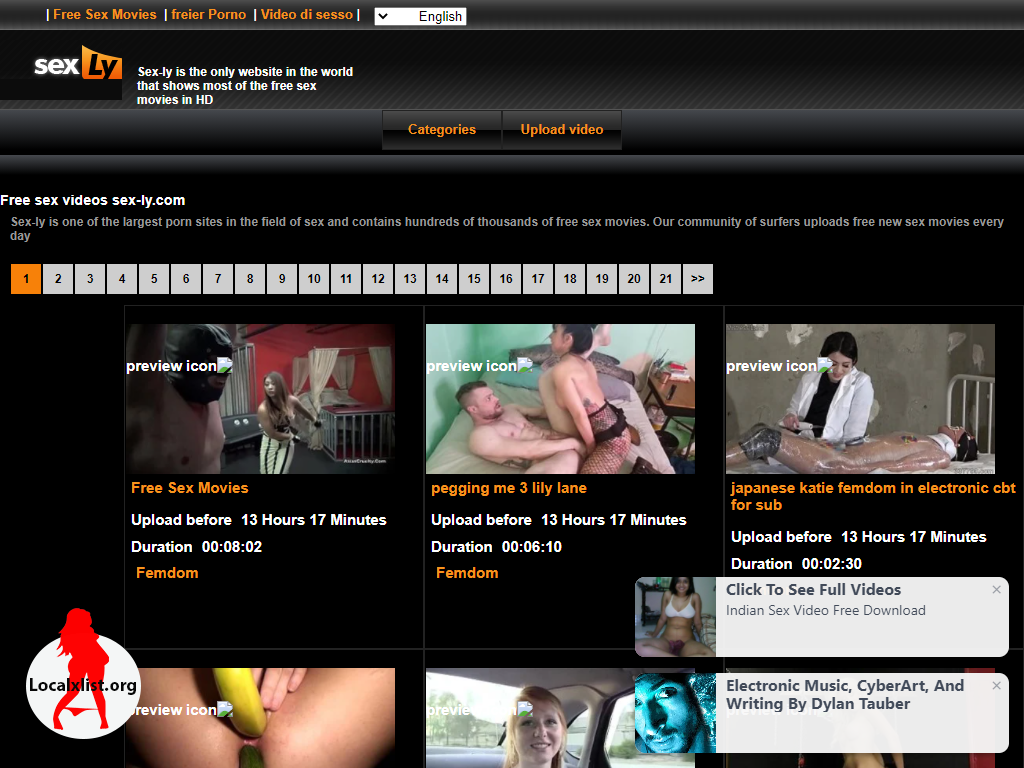 | Free Sex Movies | freier Porno | Video di sesso | English
sex Ly
Sex-ly is the only website in the world
that shows most of the free sex
movies in HD
Categories Upload video
Free sex videos sex-ly.com
Sex-ly is one of the largest porn sites in the field of sex and contains hundreds of thousands of free sex movies. Our community of surfers uploads free new sex movies every
day
1 2 3 4 5 6 7 8 9 10 11 12 13 14 15 16 17 18 19 20 21 >>
preview icon preview icon preview icon
AsianCruelty.Com
Free Sex Movies
Upload before 13 Hours 17 Minutes
Duration 00:08:02
Femdom
pegging me 3 lily lane
Upload before 13 Hours 17 Minutes
Duration 00:06:10
Femdom
japanese katie femdom in electronic cbt
for sub
Upload before 13 Hours 17 Minutes
Duration 00:02:30
Click To See Full Videos ×
Indian Sex Video Free Download
Localxlist.org
preview icon preview icon
Electronic Music, CyberArt, And ×
Writing By Dylan Tauber